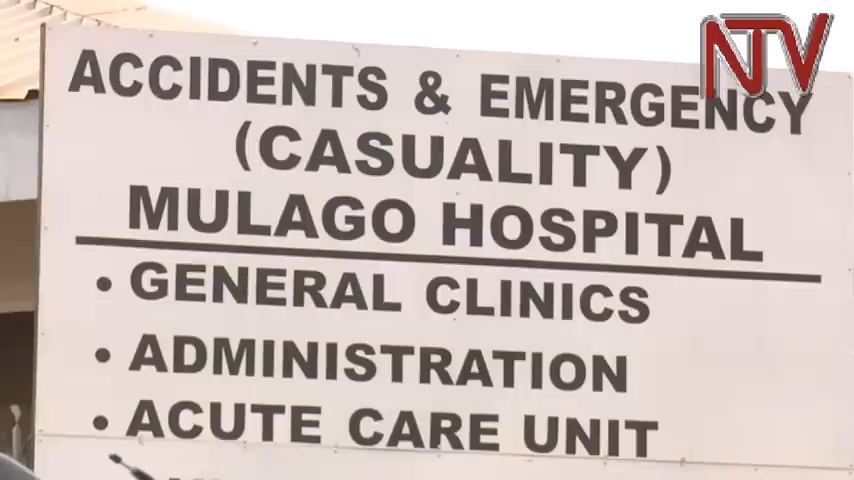 NTV
ACCIDENTS & EMERGENCY
(CASUALITY)
MULAGO HOSPITAL
• GENERAL CLINICS
• ADMINISTRATION
• ACUTE CARE UNIT